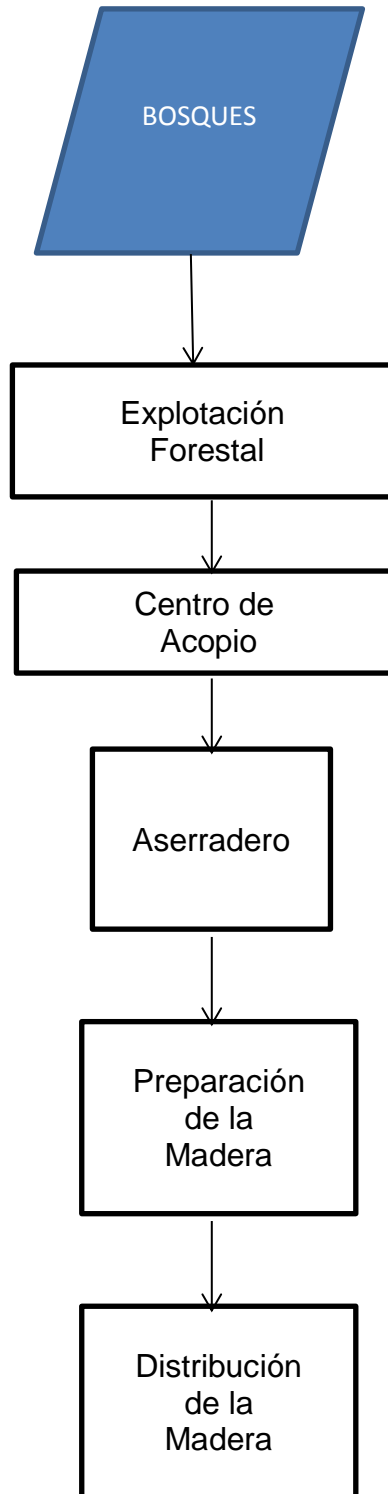 BOSQUES
Explotación
Forestal
Centro de
Acopio
Aserradero
Preparación
de la
Madera
Distribución
de la
Madera